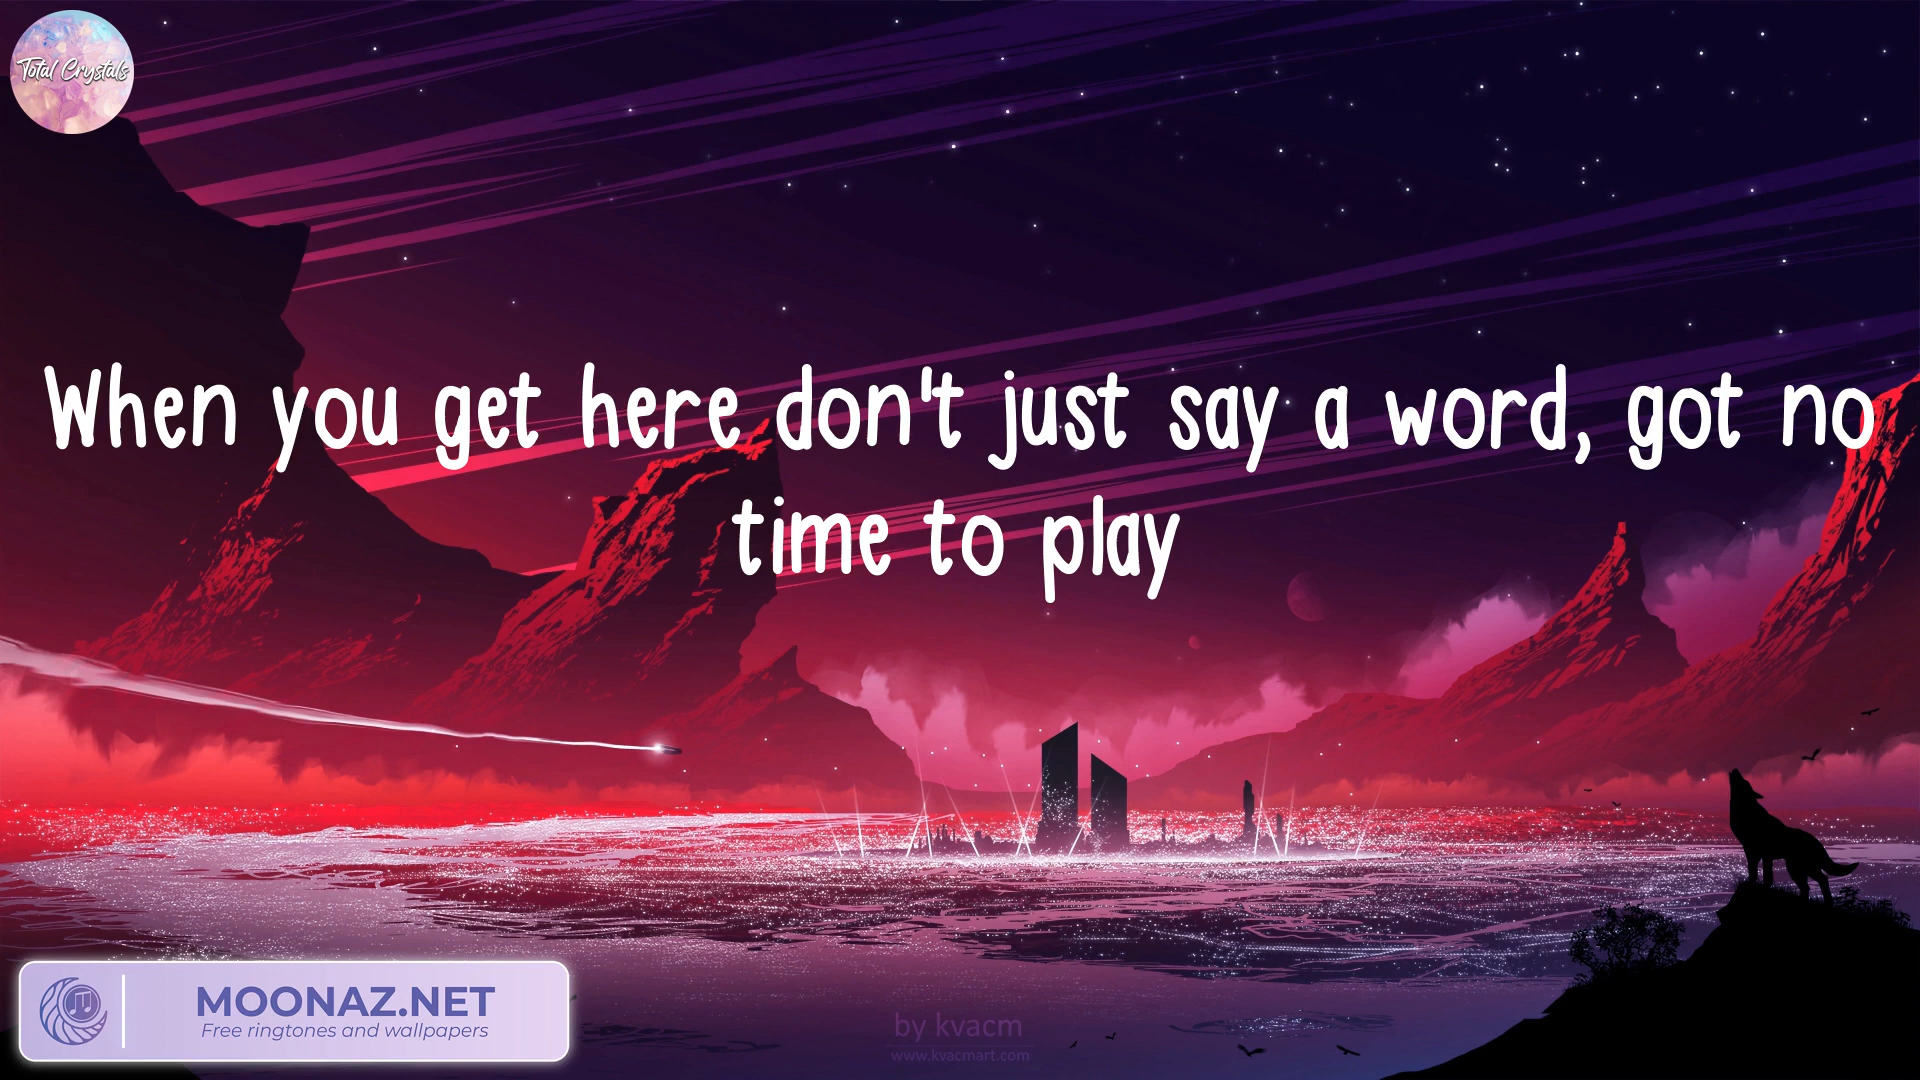 Total Crystals
When you get here don't just say a word, got no
time to play
MOONAZ.NET
Free ringtones and wallpapers
by kvacm
www.kvacmart.com